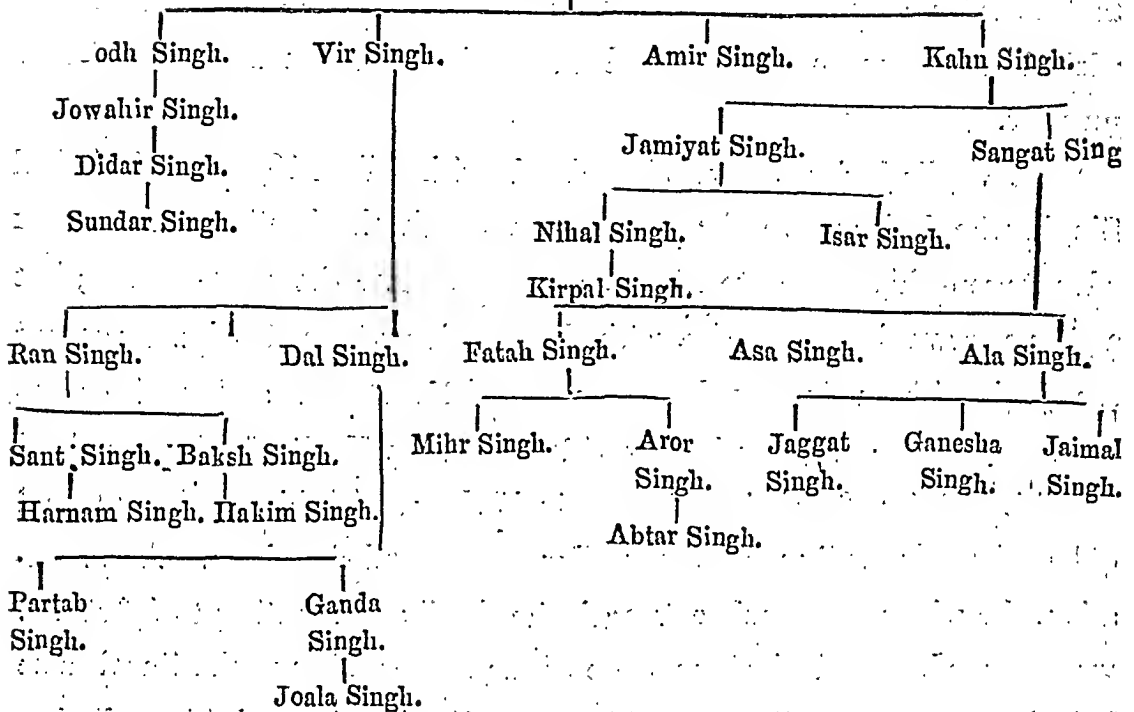 odh Singh. Vir Singh. Amir Singh. Kahn Singh.
Jowahir Singh.
Jamiyat Singh. Sangat Sing
Didar Singh.
Sundar Singh. Nihal Singh. Isar Singh.
Kirpal Singh.
Ran Singh. Dal Singh. Fatah Singh. Asa Singh. Ala Singh.
Mihr Singh. Aror Singh. Jaggat Singh. Ganesha Singh. Jaimal Singh.
Sant Singh. Baksh Singh.
Harnam Singh. Hakim Singh.
Abtar Singh.
Partab Singh. Ganda Singh.
Joala Singh.